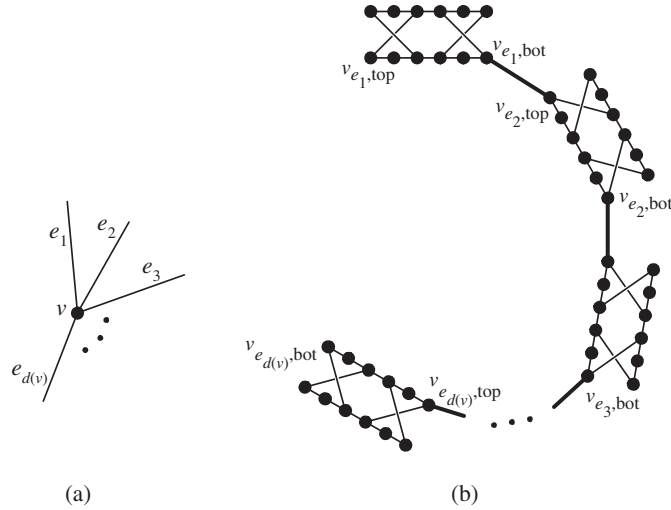 v_{e_1,top}
v_{e_1,bot}
v_{e_2,top}
v_{e_2,bot}
e_1
e_2
e_3
v
e_{d(v)}
v_{e_{d(v)},bot}
v_{e_{d(v)},top}
v_{e_3,bot}
(a)
(b)